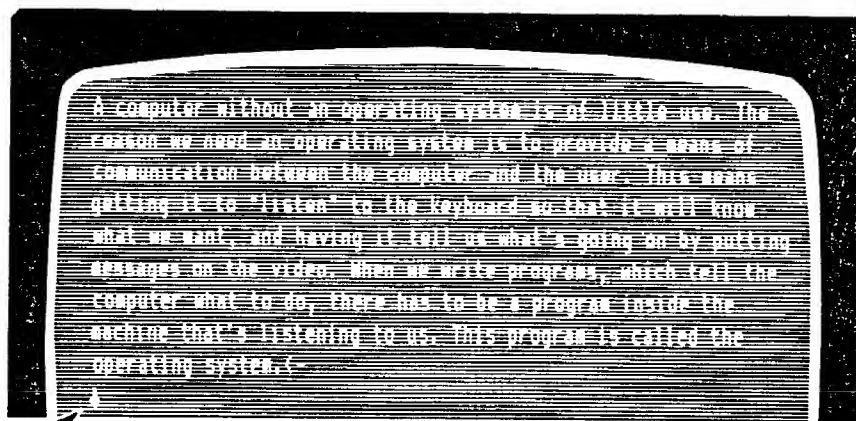 A computer without an operating system is of little use. The
reason we need an operating system is to provide a means of
communication between the computer and the user. This means
getting it to "listen" to the keyboard so that it will know
what we want, and having it tell us what's going on by putting
messages on the video. When we write programs, which tell the
computer what to do, there has to be a program inside the
machine that's listening to us. This program is called the
operating system.(-